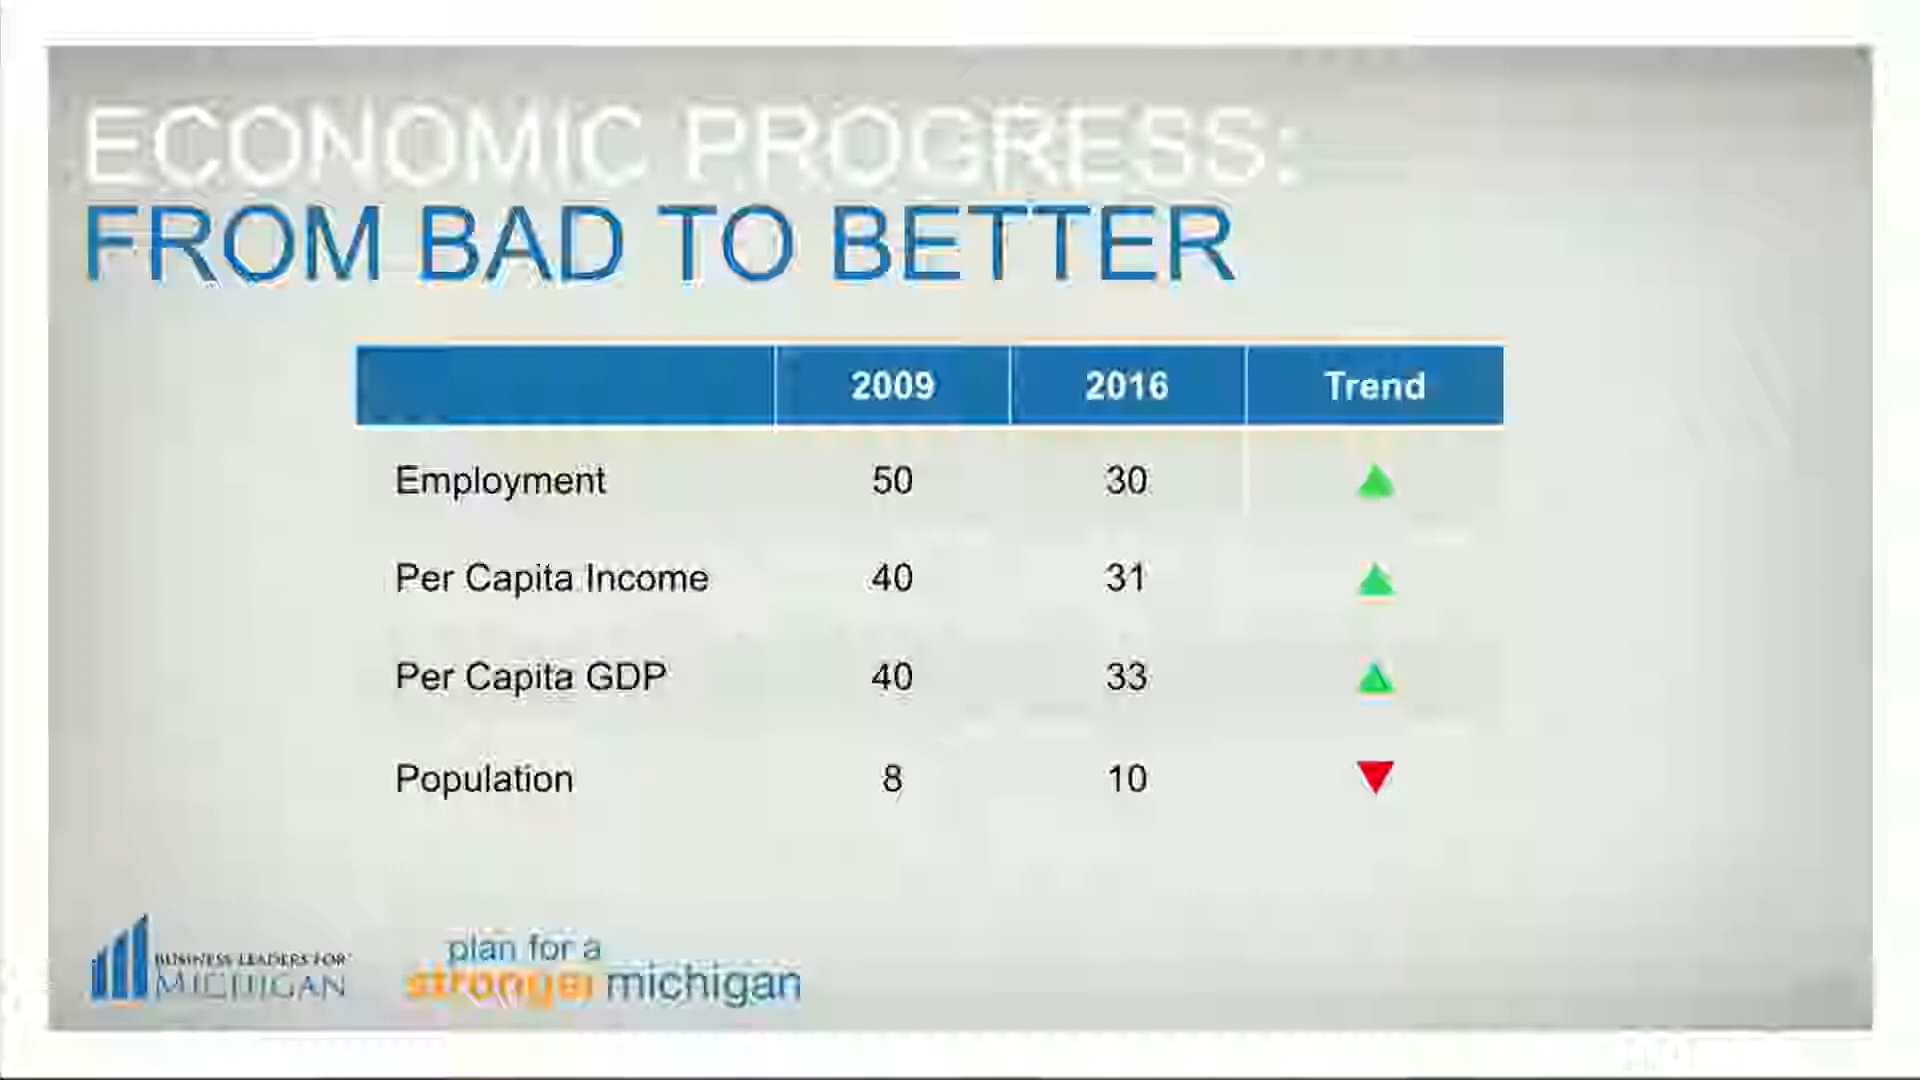 ECONOMIC PROGRESS:
FROM BAD TO BETTER
2009 2016 Trend
Employment 50 30
Per Capita Income 40 31
Per Capita GDP 40 33
Population 8 10
BUSINESS LEADERS FOR
MICHIGAN
plan for a
stronger michigan